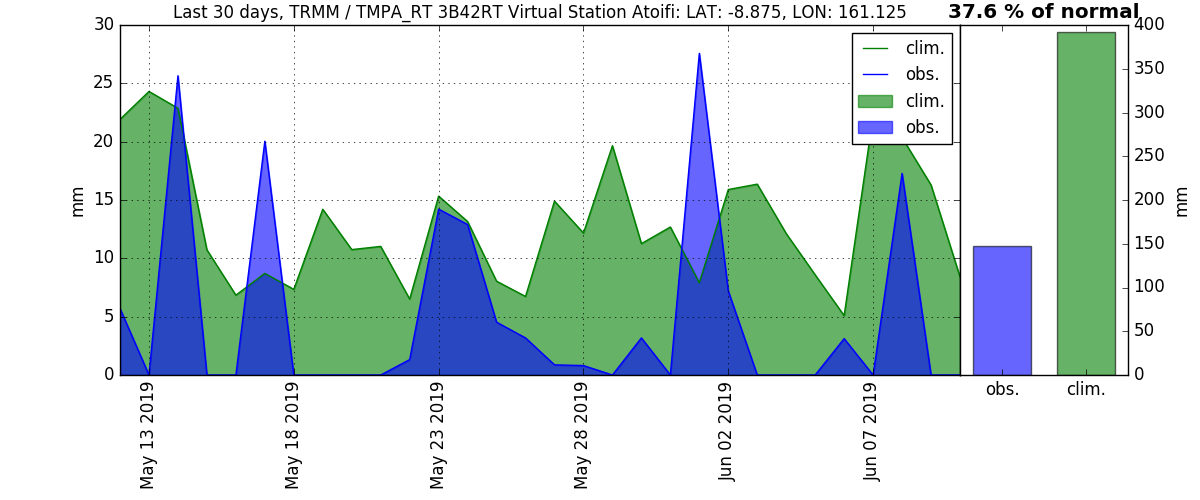 Last 30 days, TRMM / TMPA_RT 3B42RT Virtual Station Atoifi: LAT: -8.875, LON: 161.125
37.6 % of normal
30
25
20
15
10
5
0
mm
clim.
obs.
clim.
obs.
May 13 2019
May 18 2019
May 23 2019
May 28 2019
Jun 02 2019
Jun 07 2019
400
350
300
250
200
150
100
50
0
mm
obs.
clim.